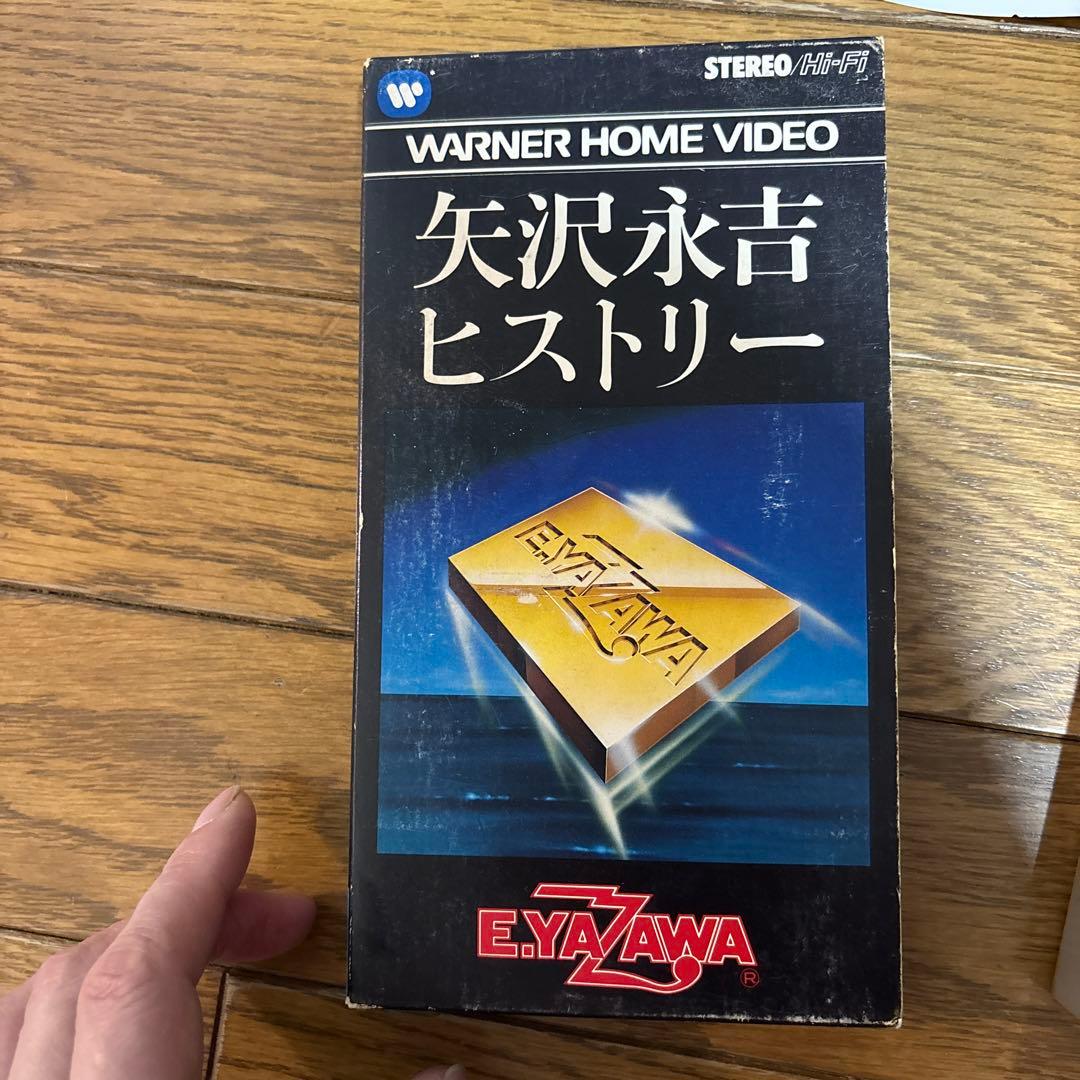 STEREO/Hi-Fi
WARNER HOME VIDEO
矢沢永吉
ヒストリー
E.YAZAWA
E.YAZAWA®